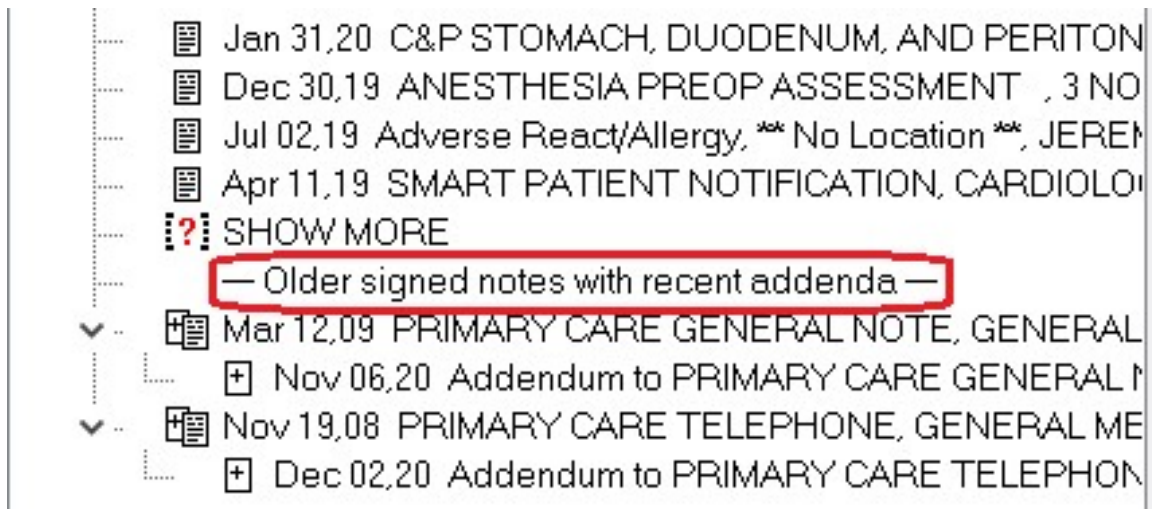 Jan 31,20 C&P STOMACH, DUODENUM, AND PERITON
Dec 30,19 ANESTHESIA PREOP ASSESSMENT , 3 NO
Jul 02,19 Adverse React/Allergy, ** No Location **, JEREM
Apr 11,19 SMART PATIENT NOTIFICATION, CARDIOLO
[?] SHOW MORE
— Older signed notes with recent addenda —
Mar 12,09 PRIMARY CARE GENERAL NOTE, GENERAL
Nov 06,20 Addendum to PRIMARY CARE GENERAL N
Nov 19,08 PRIMARY CARE TELEPHONE, GENERAL ME
Dec 02,20 Addendum to PRIMARY CARE TELEPHON